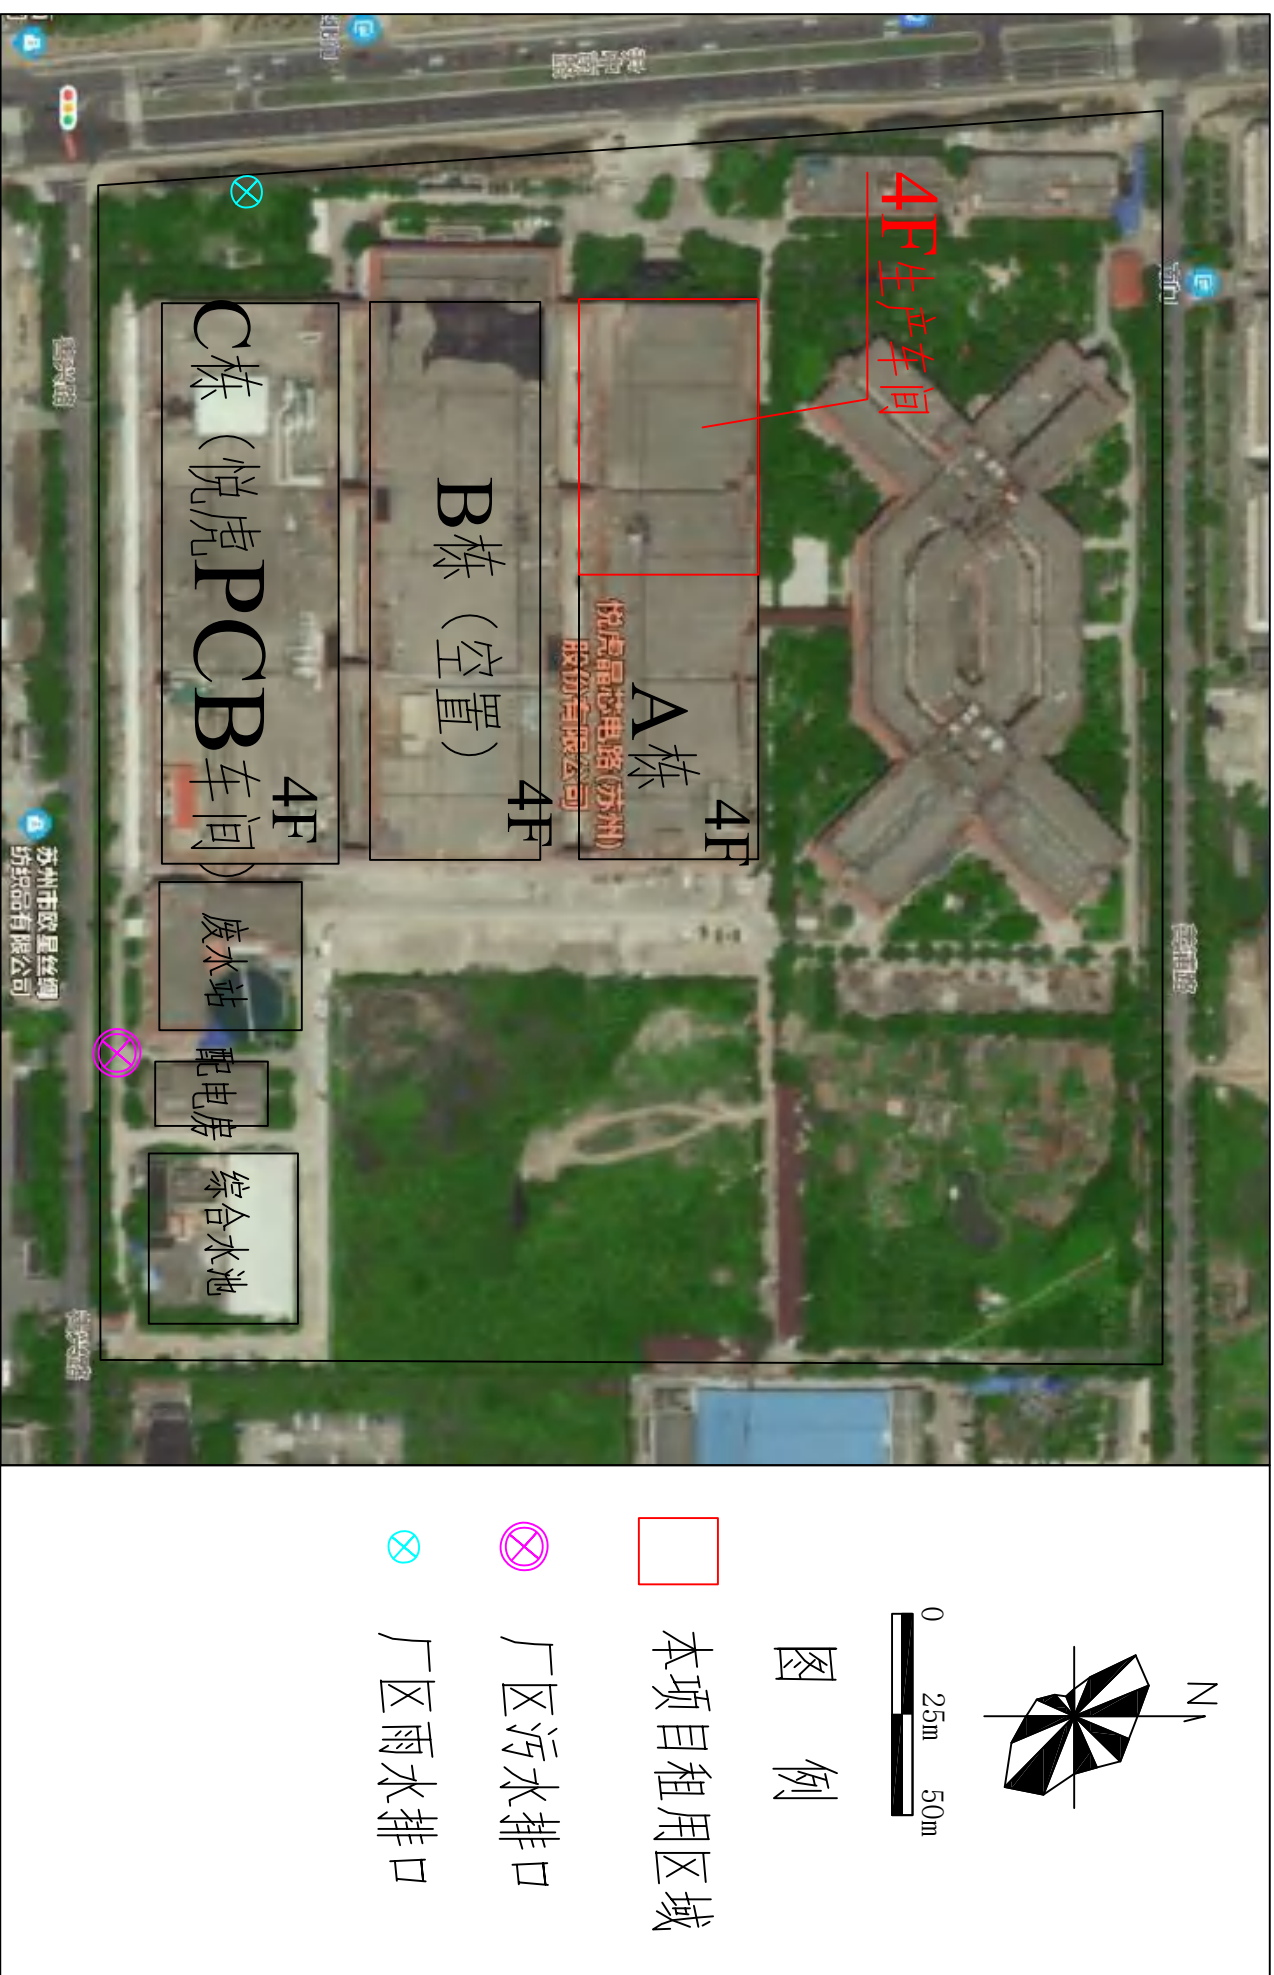 4F生产车间
A栋
4F
悦虎晶芯电路(苏州)
股份有限公司
B栋（空置）
4F
C栋（悦虎PCB车间）
4F
废水站
配电房
综合水池
苏州市欧星丝绸
纺织品有限公司
N
0 25m 50m
图 例
本项目租用区域
厂区污水排口
厂区雨水排口